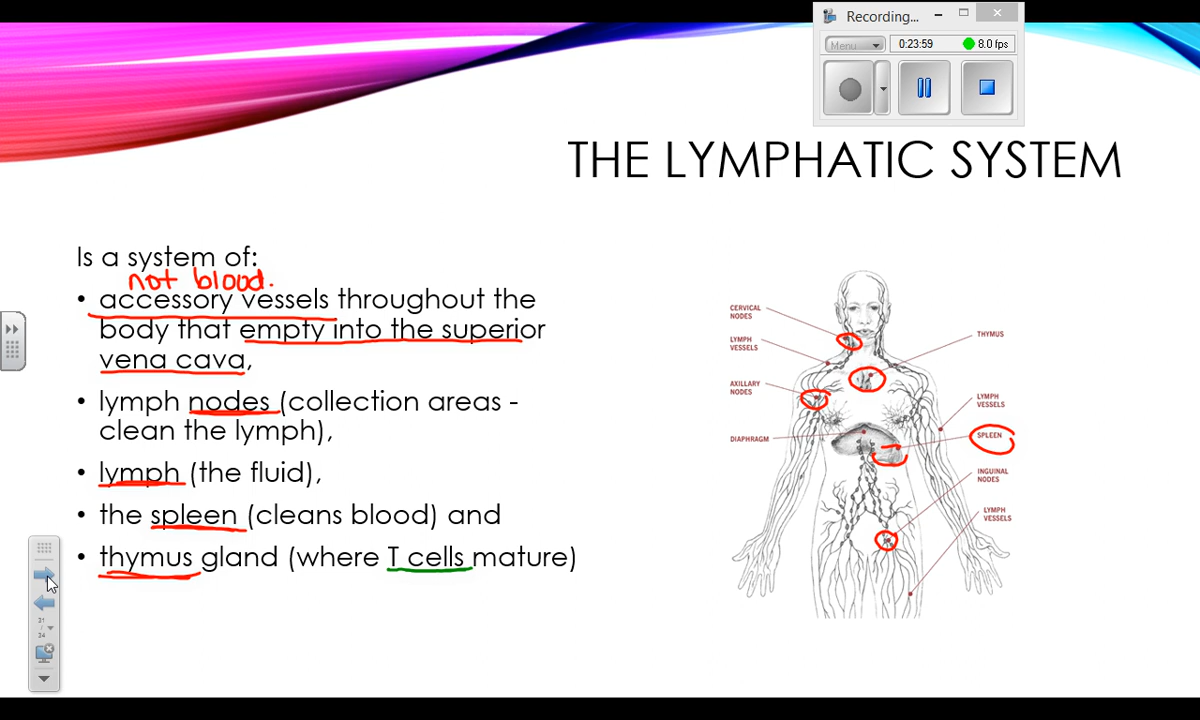 Recording...
Menu
0:23:59
8.0 fps
THE LYMPHATIC SYSTEM
Is a system of:
not blood.
• accessory vessels throughout the
body that empty into the superior
vena cava,
• lymph nodes (collection areas -
clean the lymph),
• lymph (the fluid),
• the spleen (cleans blood) and
• thymus gland (where T cells mature)
CERVICAL
NODES
LYMPH
VESSELS
AXILLARY
NODES
DIAPHRAGM
THYMUS
LYMPH
VESSELS
SPLEEN
INGUINAL
NODES
LYMPH
VESSELS
31
/
34